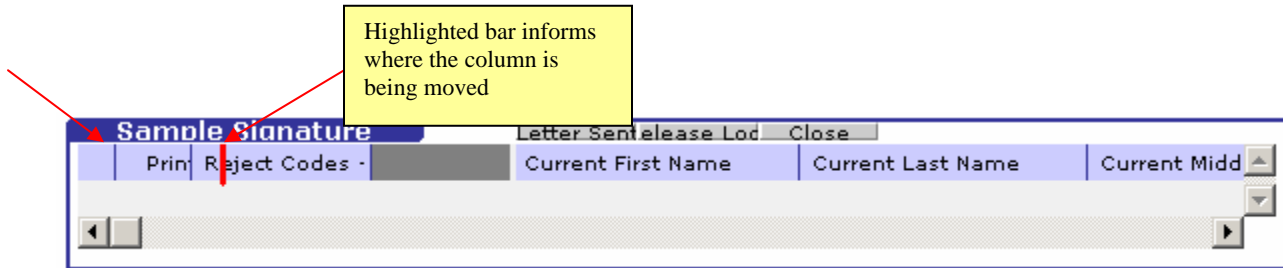 Highlighted bar informs
where the column is
being moved
Sample Signature
Letter Sent elease Loc Close
Prin Reject Codes -
Current First Name
Current Last Name
Current Midd